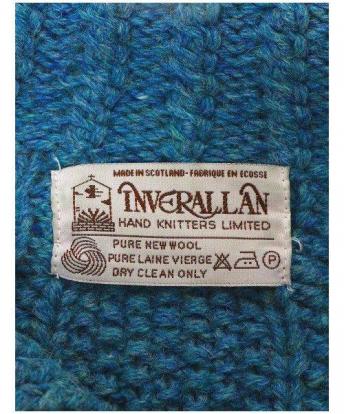 MADE IN SCOTLAND-FABRIQUE EN ECOSSE
INVERALLAN
HAND KNITTERS LIMITED
PURE NEW WOOL
PURE LAINE VIERGE
DRY CLEAN ONLY
P